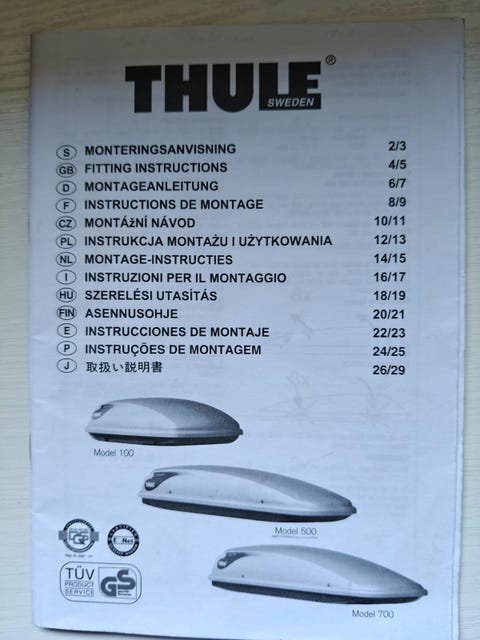 THULE®
SWEDEN
S MONTERINGSANVISNING 2/3
GB FITTING INSTRUCTIONS 4/5
D MONTAGEANLEITUNG 6/7
F INSTRUCTIONS DE MONTAGE 8/9
CZ MONTÁžNÍ NÁVOD 10/11
PL INSTRUKCJA MONTAŻU I UŻYTKOWANIA 12/13
NL MONTAGE-INSTRUCTIES 14/15
I INSTRUZIONI PER IL MONTAGGIO 16/17
HU SZERELÉSI UTASÍTÁS 18/19
FIN ASENNUSOHJE 20/21
E INSTRUCCIONES DE MONTAJE 22/23
P INSTRUÇÕES DE MONTAGEM 24/25
J 取扱い説明書 26/29
Model 100
Model 500
Model 700
TÜV
PRODUCT
SERVICE
GS